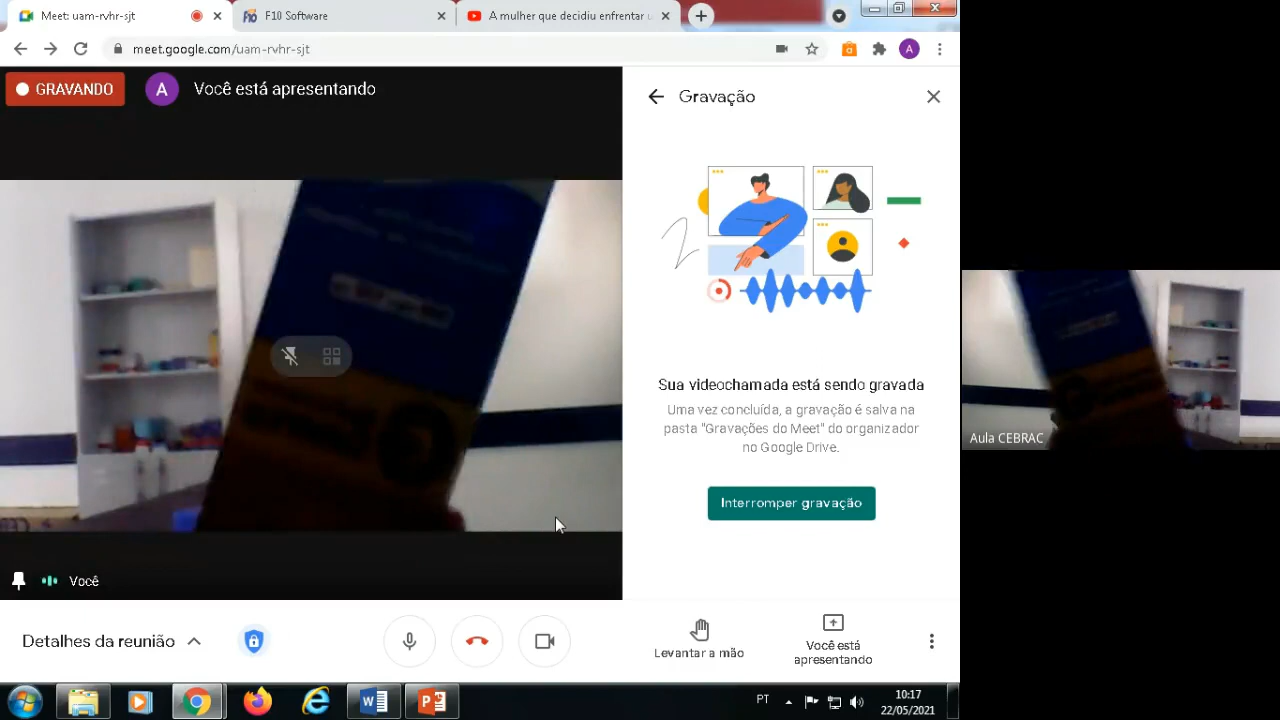 Meet: uam-rvhr-sjt
F10 Software
A mulher que decidiu enfrentar u
meet.google.com/uam-rvhr-sjt
A
GRAVANDO
A
Você está apresentando
Gravação
Sua videochamada está sendo gravada
Uma vez concluída, a gravação é salva na
pasta "Gravações do Meet" do organizador
no Google Drive.
Interromper gravação
Aula CEBRAC
Você
Detalhes da reunião
Levantar a mão
Você está
apresentando
PT
10:17
22/05/2021